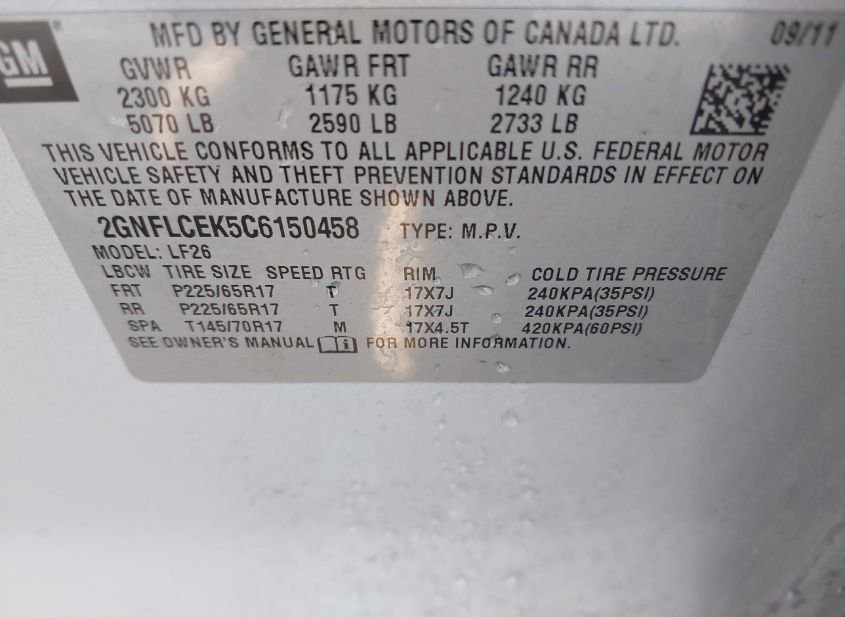 GM® MFD BY GENERAL MOTORS OF CANADA LTD. 09/11
GVWR GAWR FRT GAWR RR
2300 KG 1175 KG 1240 KG
5070 LB 2590 LB 2733 LB
THIS VEHICLE CONFORMS TO ALL APPLICABLE U.S. FEDERAL MOTOR
VEHICLE SAFETY AND THEFT PREVENTION STANDARDS IN EFFECT ON
THE DATE OF MANUFACTURE SHOWN ABOVE.
2GNFLCEK5C6150458 TYPE: M.P.V.
MODEL: LF26
LBCW TIRE SIZE SPEED RTG RIM COLD TIRE PRESSURE
FRT P225/65R17 T 17X7J 240KPA(35PSI)
RR P225/65R17 T 17X7J 240KPA(35PSI)
SPA T145/70R17 M 17X4.5T 420KPA(60PSI)
SEE OWNER'S MANUAL i FOR MORE INFORMATION.